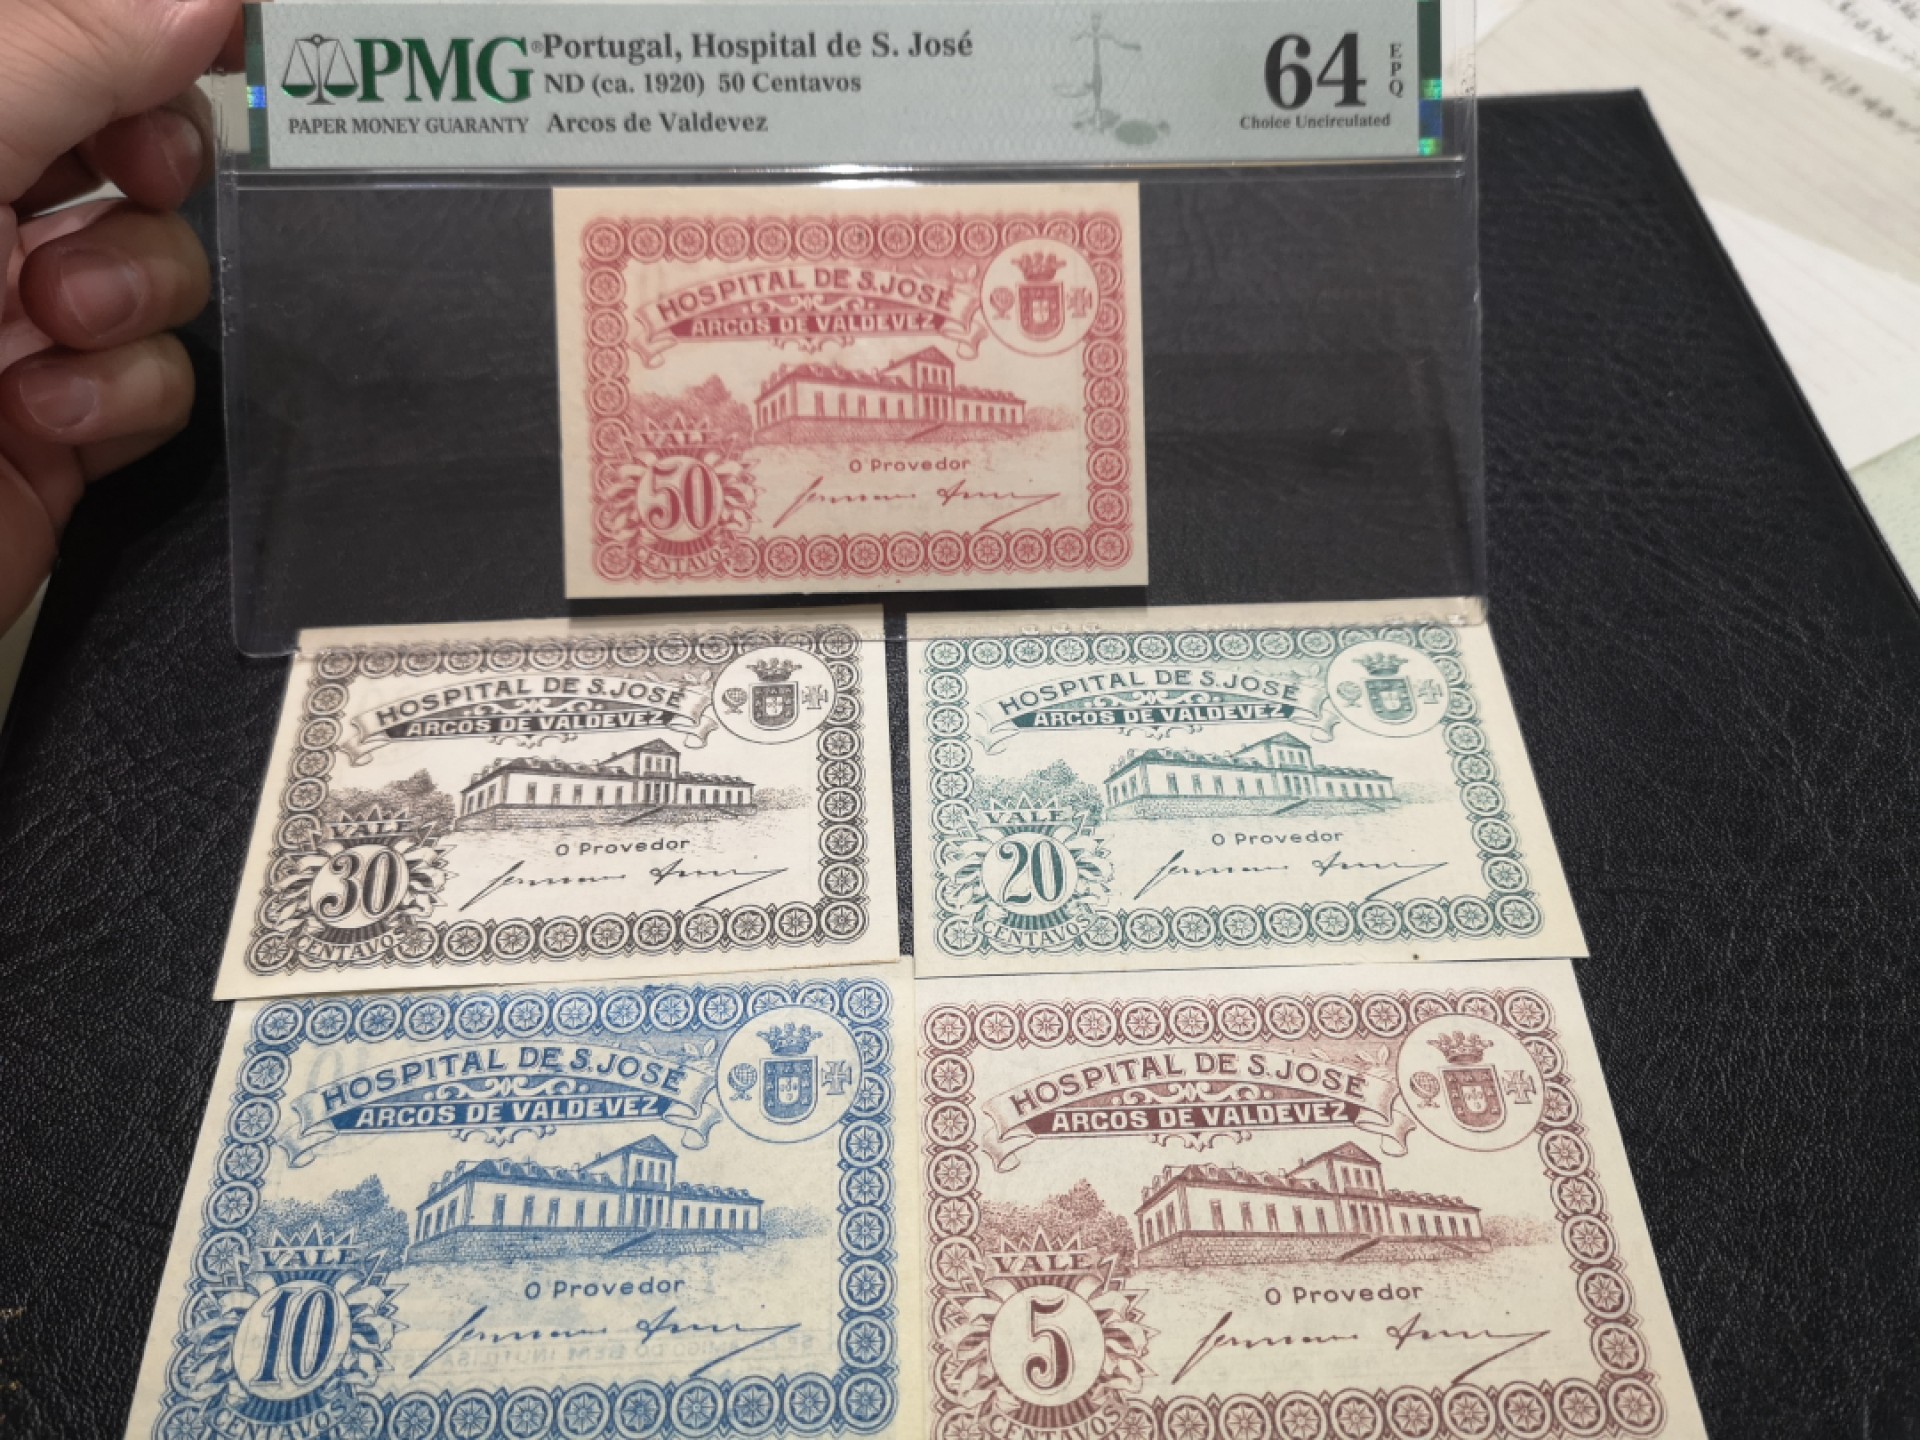 PMG® Portugal, Hospital de S. José
ND (ca. 1920) 50 Centavos
PAPER MONEY GUARANTY Arcos de Valdevez
64 EPQ
Choice Uncirculated
HOSPITAL DE S. JOSÉ
ARCOS DE VALDEVEZ
VALE
50
CENTAVOS
O Provedor
HOSPITAL DE S. JOSÉ
ARCOS DE VALDEVEZ
VALE
30
CENTAVOS
O Provedor
HOSPITAL DE S. JOSÉ
ARCOS DE VALDEVEZ
VALE
20
CENTAVOS
O Provedor
HOSPITAL DE S. JOSÉ
ARCOS DE VALDEVEZ
VALE
10
CENTAVOS
O Provedor
HOSPITAL DE S. JOSÉ
ARCOS DE VALDEVEZ
VALE
5
CENTAVOS
O Provedor